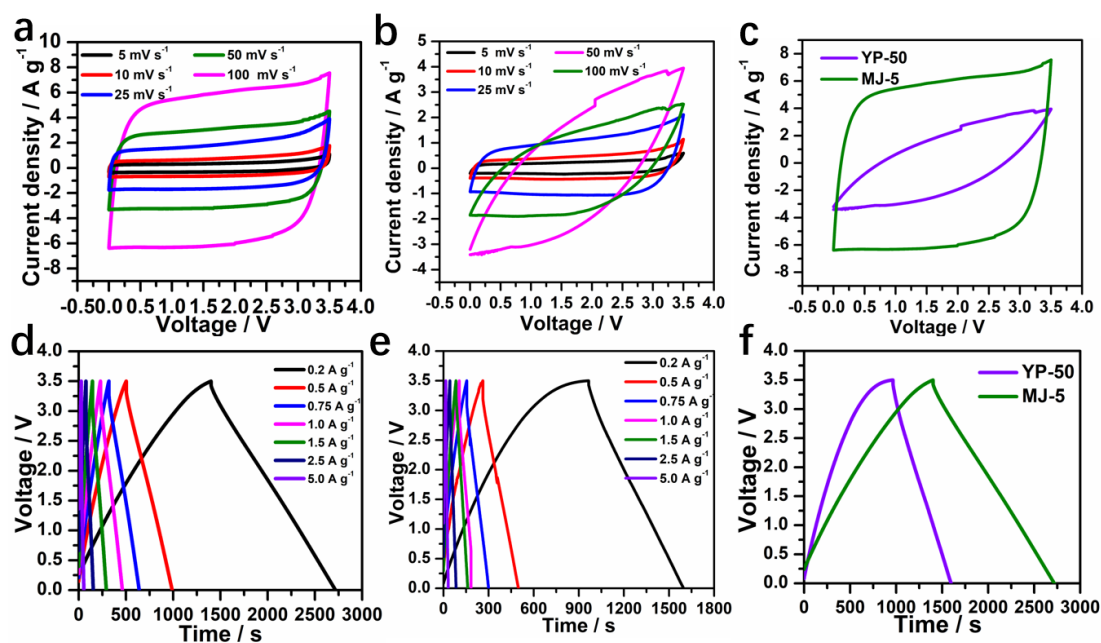 a
10
8
6
4
2
0
-2
-4
-6
-8
Current density / A g⁻¹
5 mV s⁻¹
50 mV s⁻¹
10 mV s⁻¹
100 mV s⁻¹
25 mV s⁻¹
-0.5 0.0 0.5 1.0 1.5 2.0 2.5 3.0 3.5 4.0
Voltage / V
b
5
4
3
2
1
0
-1
-2
-3
-4
Current density / A g⁻¹
5 mV s⁻¹
50 mV s⁻¹
10 mV s⁻¹
100 mV s⁻¹
25 mV s⁻¹
0.0 0.5 1.0 1.5 2.0 2.5 3.0 3.5 4.0
Voltage / V
c
8
6
4
2
0
-2
-4
-6
-8
Current density / A g⁻¹
YP-50
MJ-5
-0.5 0.0 0.5 1.0 1.5 2.0 2.5 3.0 3.5 4.0
Voltage / V
d
4.0
3.5
3.0
2.5
2.0
1.5
1.0
0.5
0.0
Voltage / V
0.2 A g⁻¹
0.5 A g⁻¹
0.75 A g⁻¹
1.0 A g⁻¹
1.5 A g⁻¹
2.5 A g⁻¹
5.0 A g⁻¹
0 500 1000 1500 2000 2500 3000
Time / s
e
4.0
3.5
3.0
2.5
2.0
1.5
1.0
0.5
0.0
Voltage / V
0.2 A g⁻¹
0.5 A g⁻¹
0.75 A g⁻¹
1.0 A g⁻¹
1.5 A g⁻¹
2.5 A g⁻¹
5.0 A g⁻¹
0 300 600 900 1200 1500 1800
Time / s
f
4.0
3.5
3.0
2.5
2.0
1.5
1.0
0.5
0.0
Voltage / V
YP-50
MJ-5
0 500 1000 1500 2000 2500 3000
Time / s